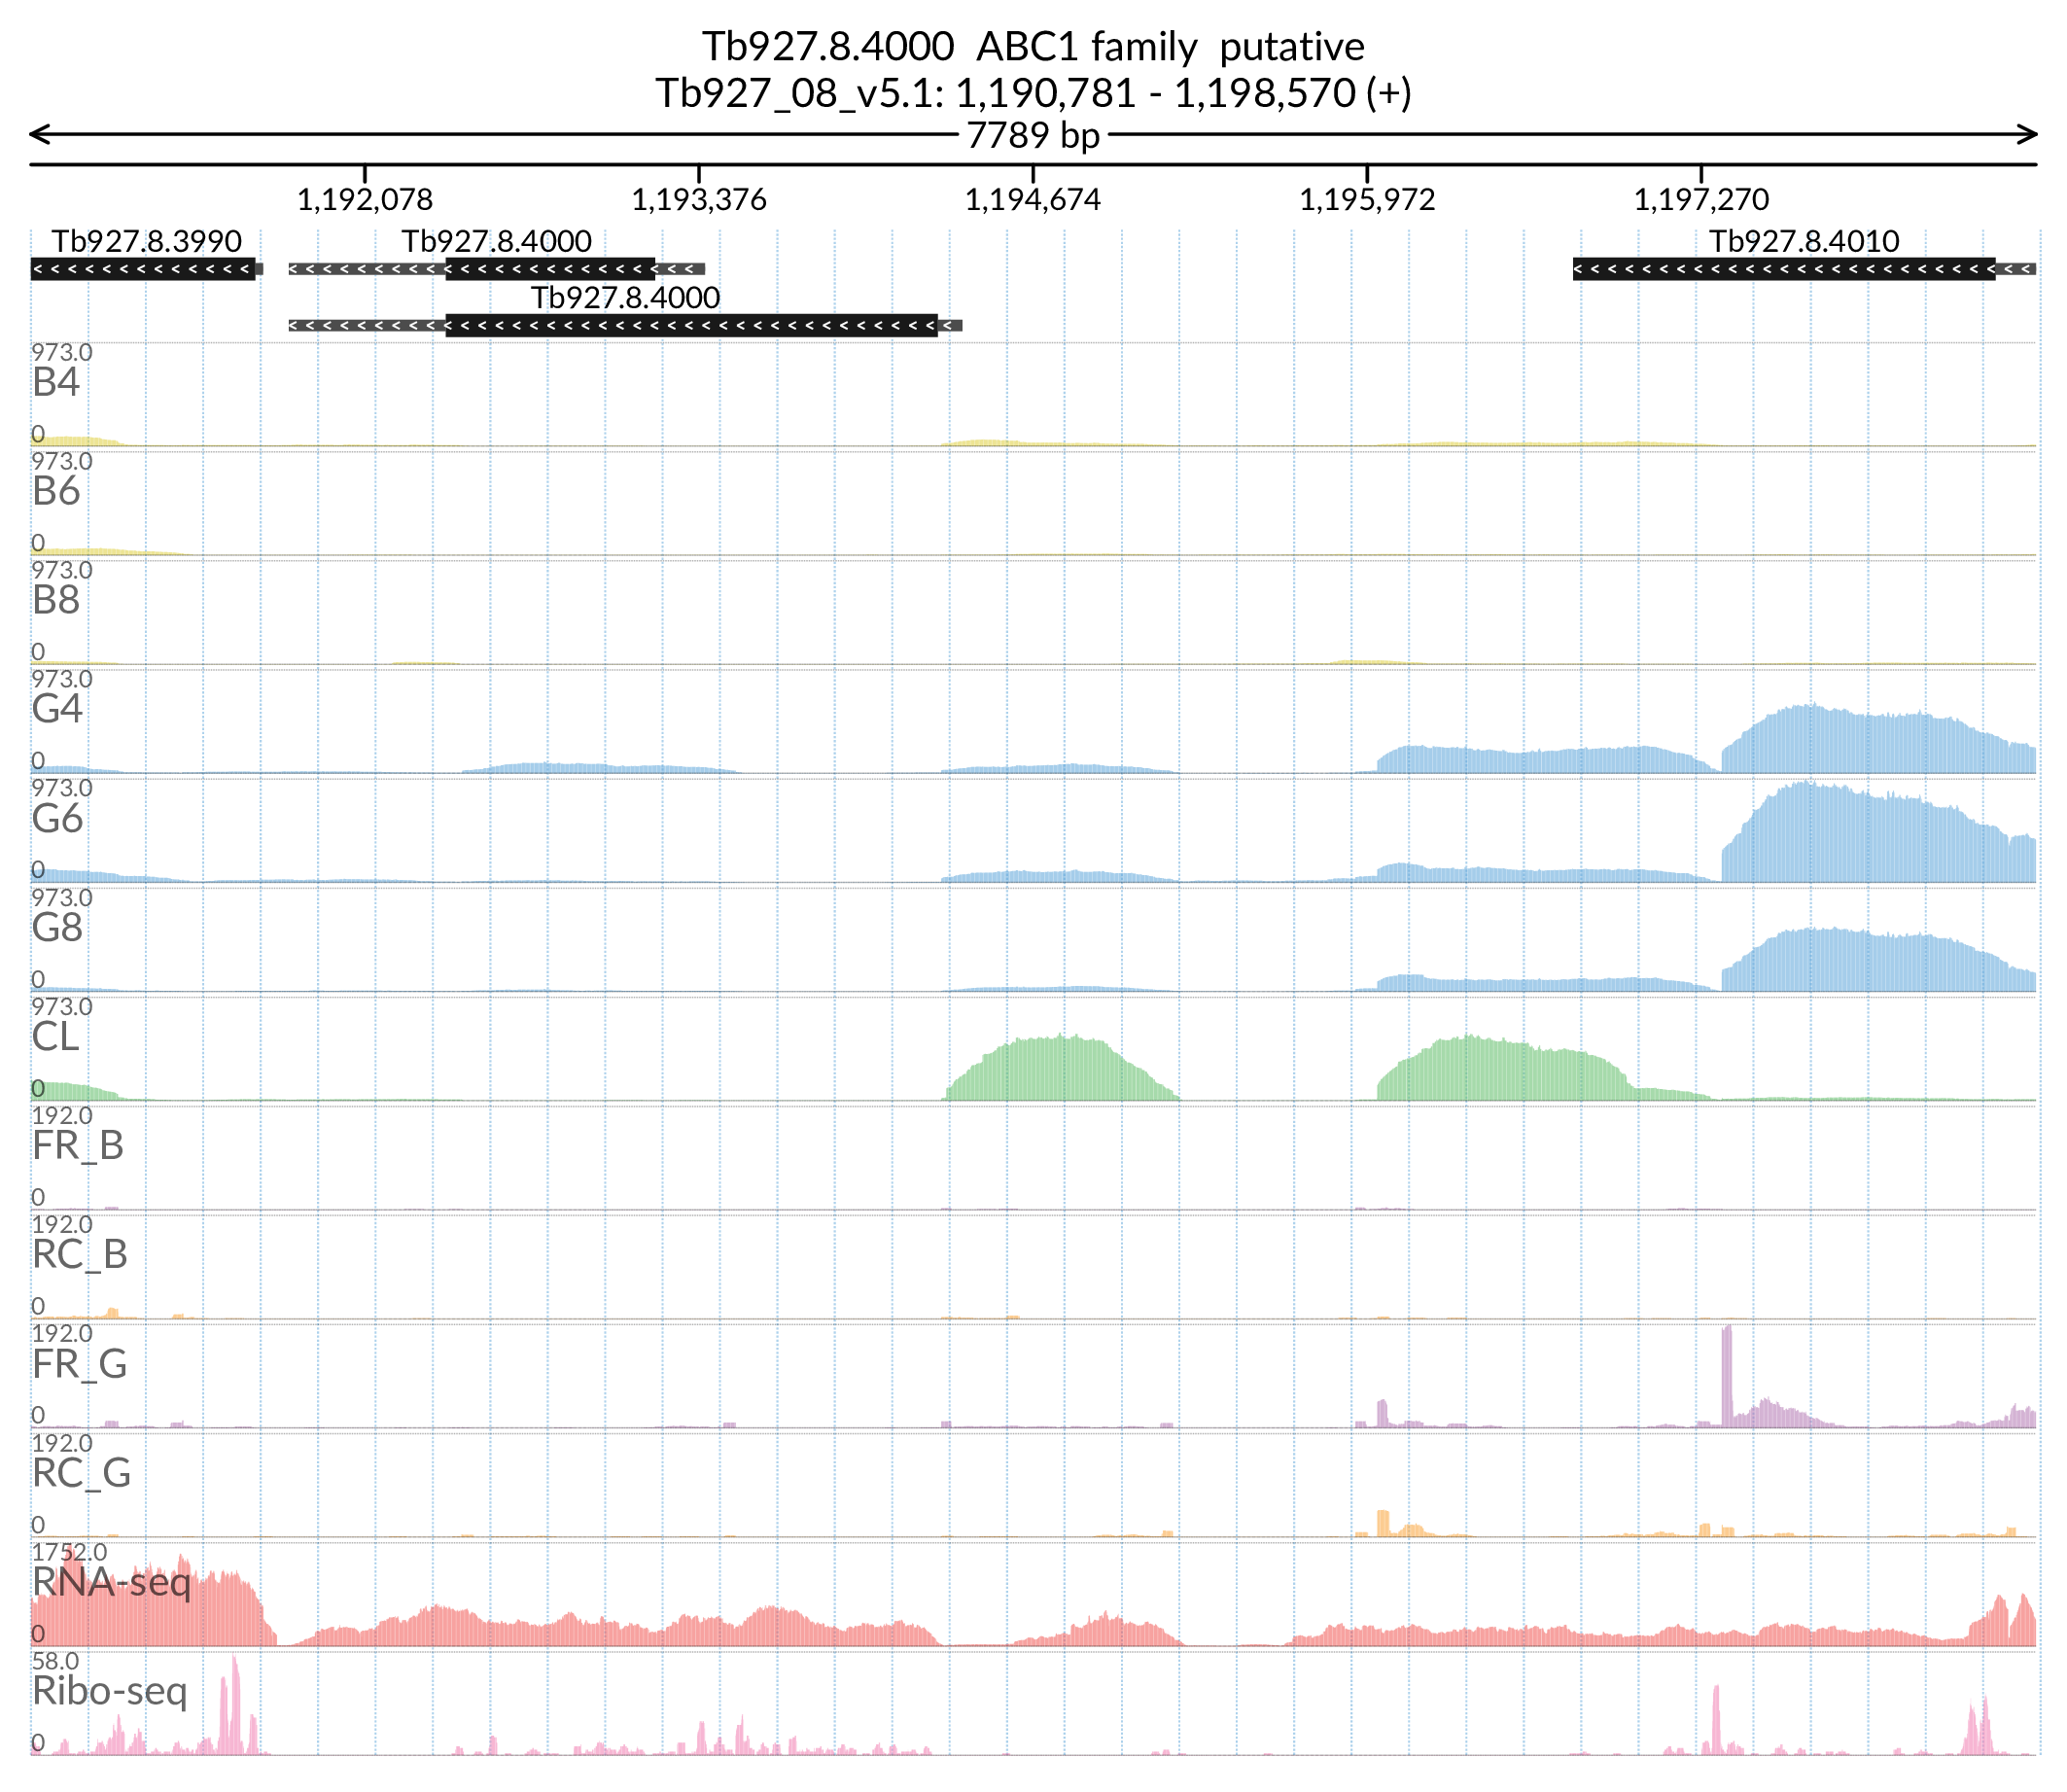 Tb927.8.4000  ABC1 family  putative
Tb927_08_v5.1: 1,190,781 - 1,198,570 (+)
7789 bp
1,192,078 1,193,376 1,194,674 1,195,972 1,197,270
Tb927.8.3990 Tb927.8.4000 Tb927.8.4010
Tb927.8.4000
973.0
B4
0
973.0
B6
0
973.0
B8
0
973.0
G4
0
973.0
G6
0
973.0
G8
0
973.0
CL
0
192.0
FR_B
0
192.0
RC_B
0
192.0
FR_G
0
192.0
RC_G
0
1752.0
RNA-seq
0
58.0
Ribo-seq
0